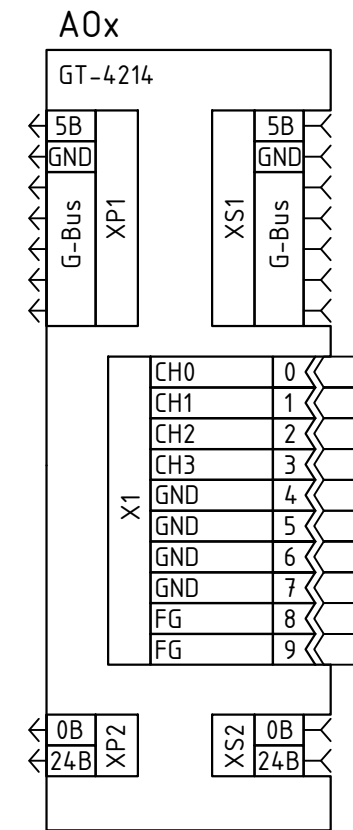 A0x
GT-4214
5В 5В
GND GND
G-Bus XP1 XS1 G-Bus
X1
CH0 0
CH1 1
CH2 2
CH3 3
GND 4
GND 5
GND 6
GND 7
FG 8
FG 9
0В XP2 XS2 0В
24В 24В